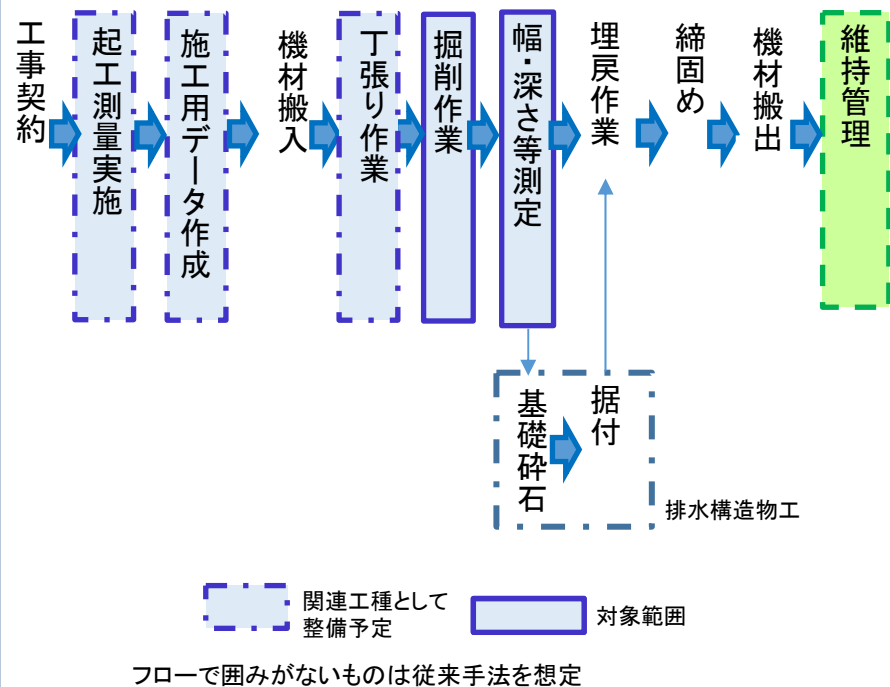 工事契約
起工測量実施
施工用データ作成
機材搬入
丁張り作業
掘削作業
幅・深さ等測定
埋戻作業
締固め
機材搬出
維持管理
基礎砕石
据付
排水構造物工
関連工種として
整備予定
対象範囲
フローで囲みがないものは従来手法を想定